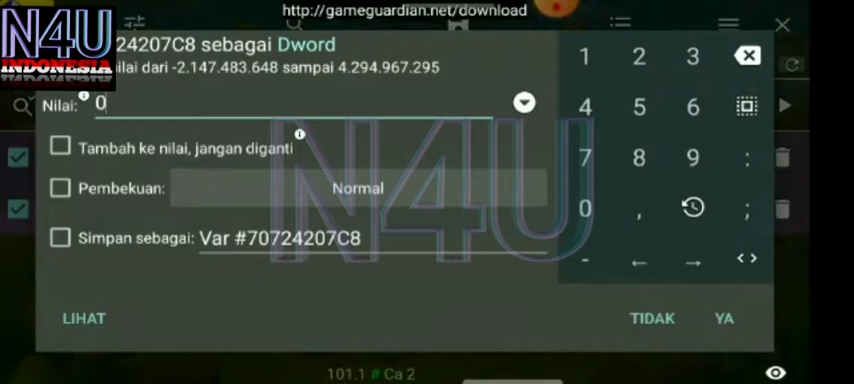 http://gameguardian.net/download
N4U
INDONESIA
24207C8 sebagai Dword
ilai dari -2.147.483.648 sampai 4.294.967.295
Nilai: 0
Tambah ke nilai, jangan diganti
Pembekuan: Normal
Simpan sebagai: Var #70724207C8
LIHAT
TIDAK
YA
1 2 3
4 5 6
7 8 9 :
0 , ;
- ← → <>
N4U
101.1 # Ca 2